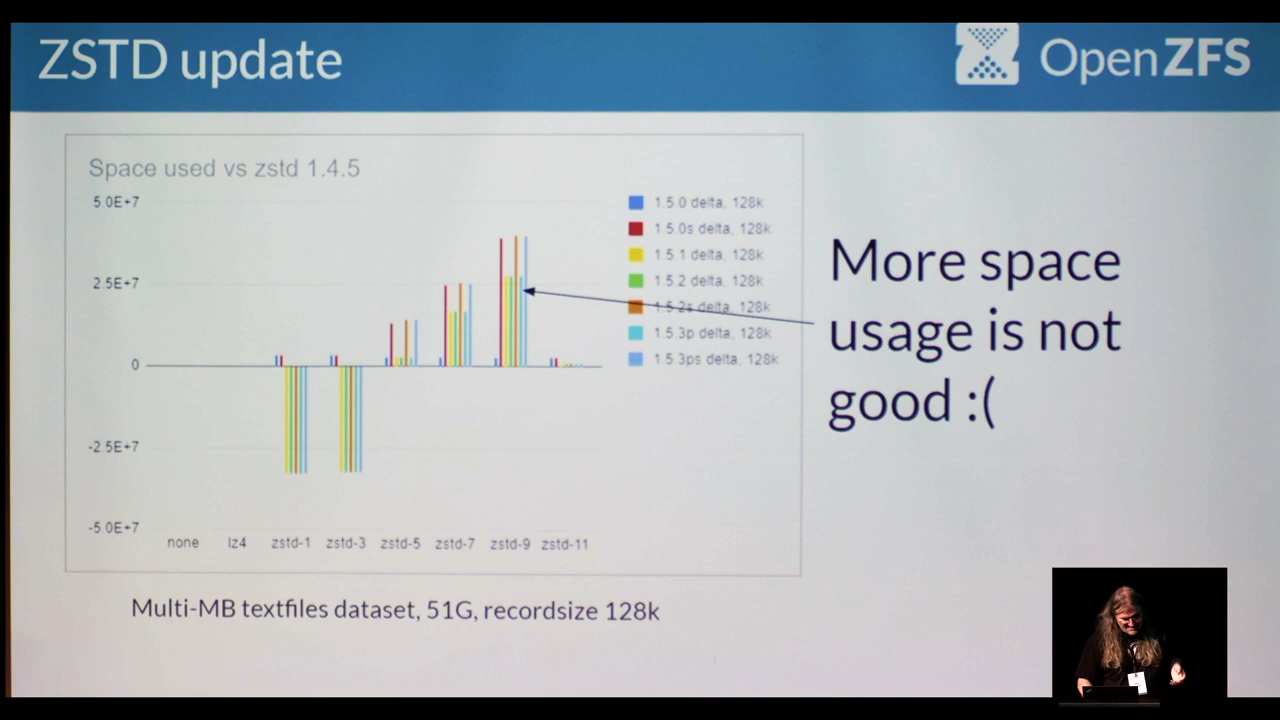 ZSTD update
OpenZFS
Space used vs zstd 1.4.5
5.0E+7
2.5E+7
0
-2.5E+7
-5.0E+7
none lz4 zstd-1 zstd-3 zstd-5 zstd-7 zstd-9 zstd-11
1.5.0 delta, 128k
1.5.0s delta, 128k
1.5.1 delta, 128k
1.5.2 delta, 128k
1.5.2s delta, 128k
1.5.3p delta, 128k
1.5.3ps delta, 128k
More space
usage is not
good :(
Multi-MB textfiles dataset, 51G, recordsize 128k